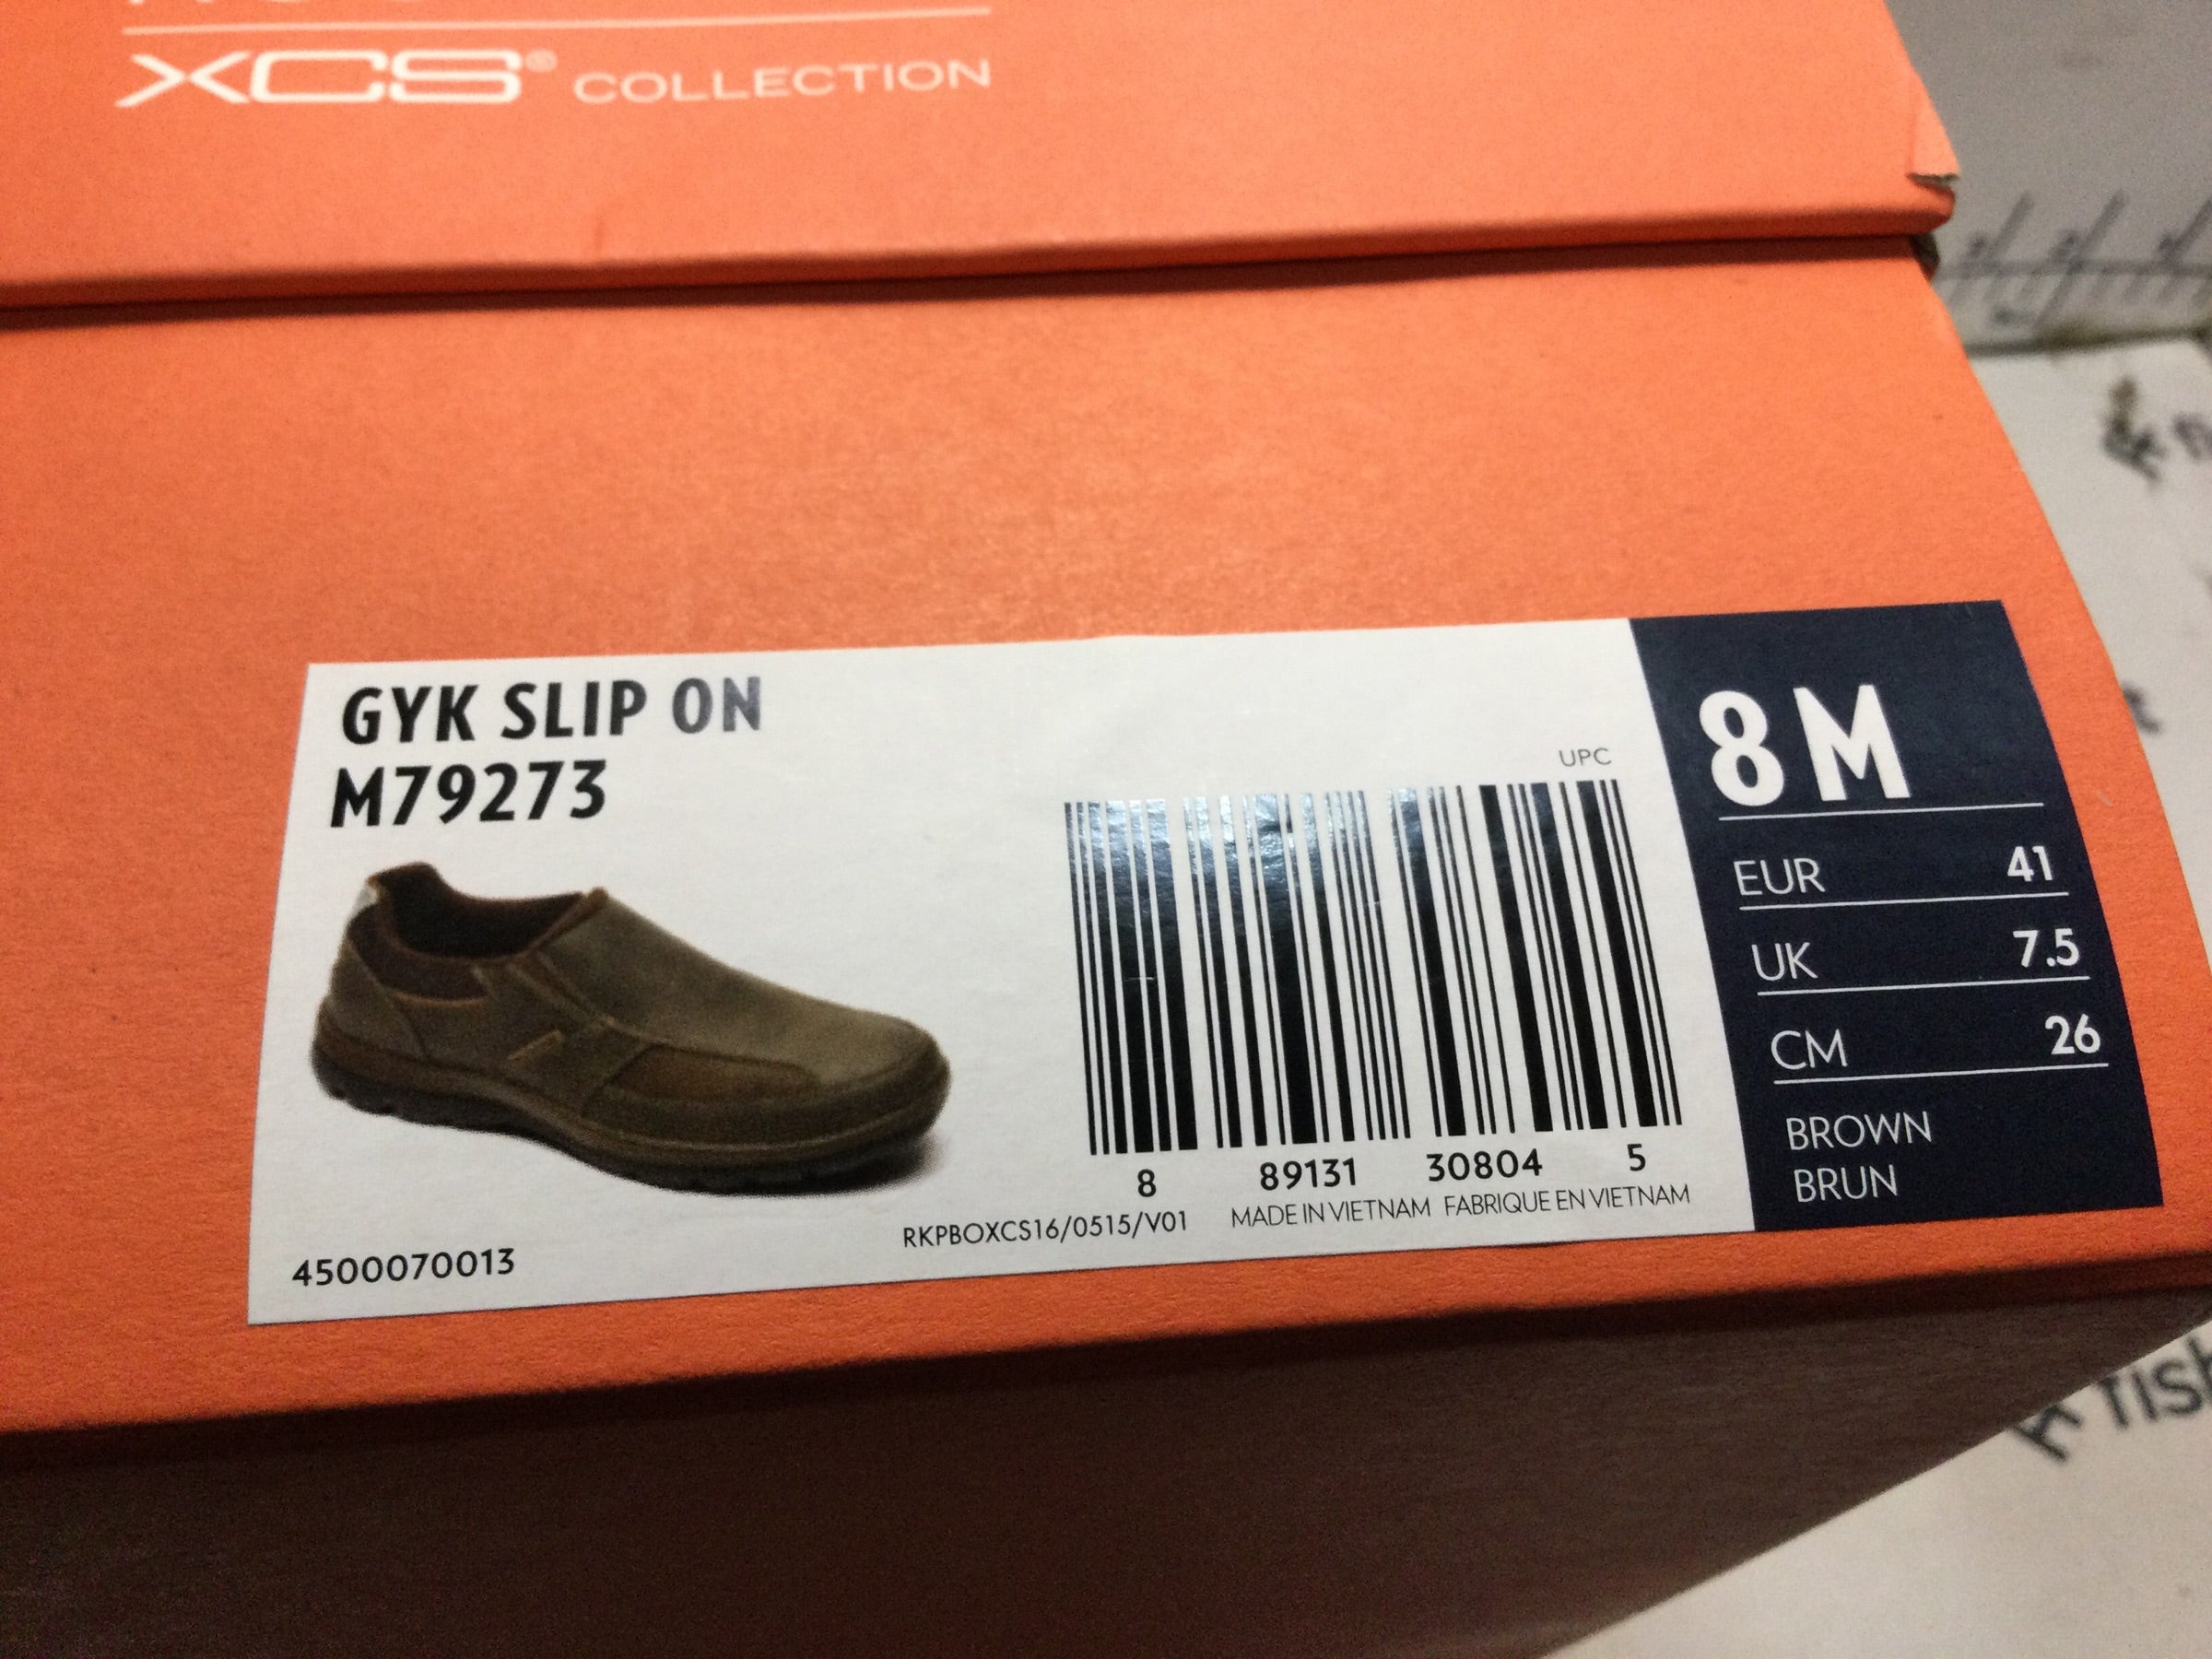 XCS® COLLECTION
GYK SLIP ON
M79273
UPC
8 89131 30804 5
MADE IN VIETNAM FABRIQUE EN VIETNAM
RKPBOXCS16/0515/V01
4500070013
8M
EUR 41
UK 7.5
CM 26
BROWN
BRUN